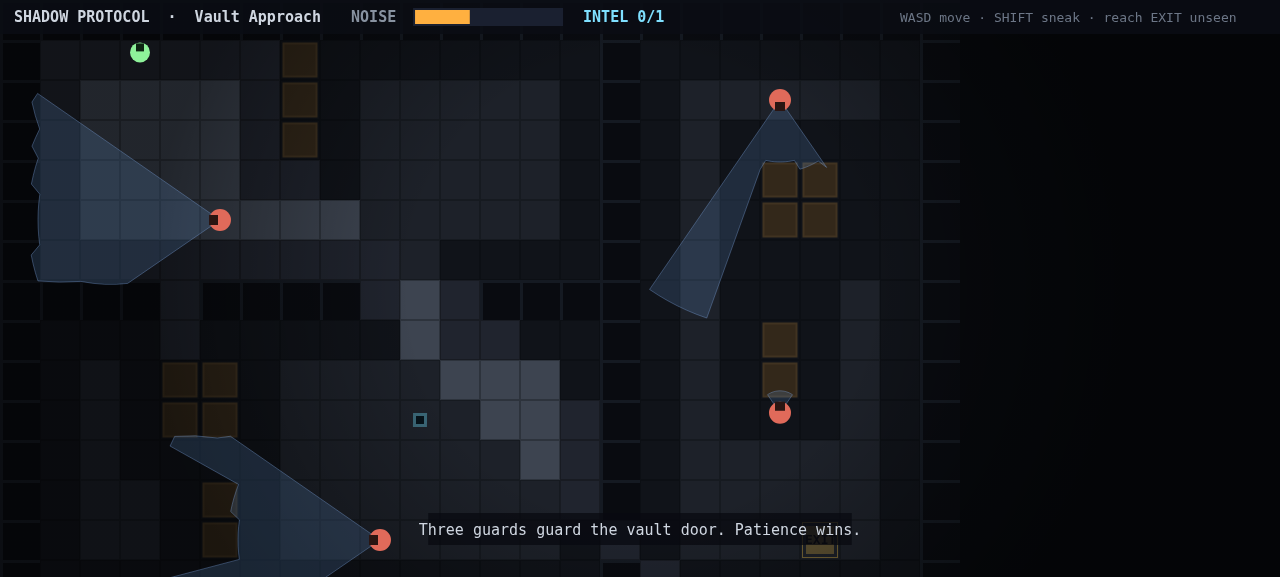 SHADOW PROTOCOL · Vault Approach NOISE INTEL 0/1 WASD move · SHIFT sneak · reach EXIT unseen
Three guards guard the vault door. Patience wins.